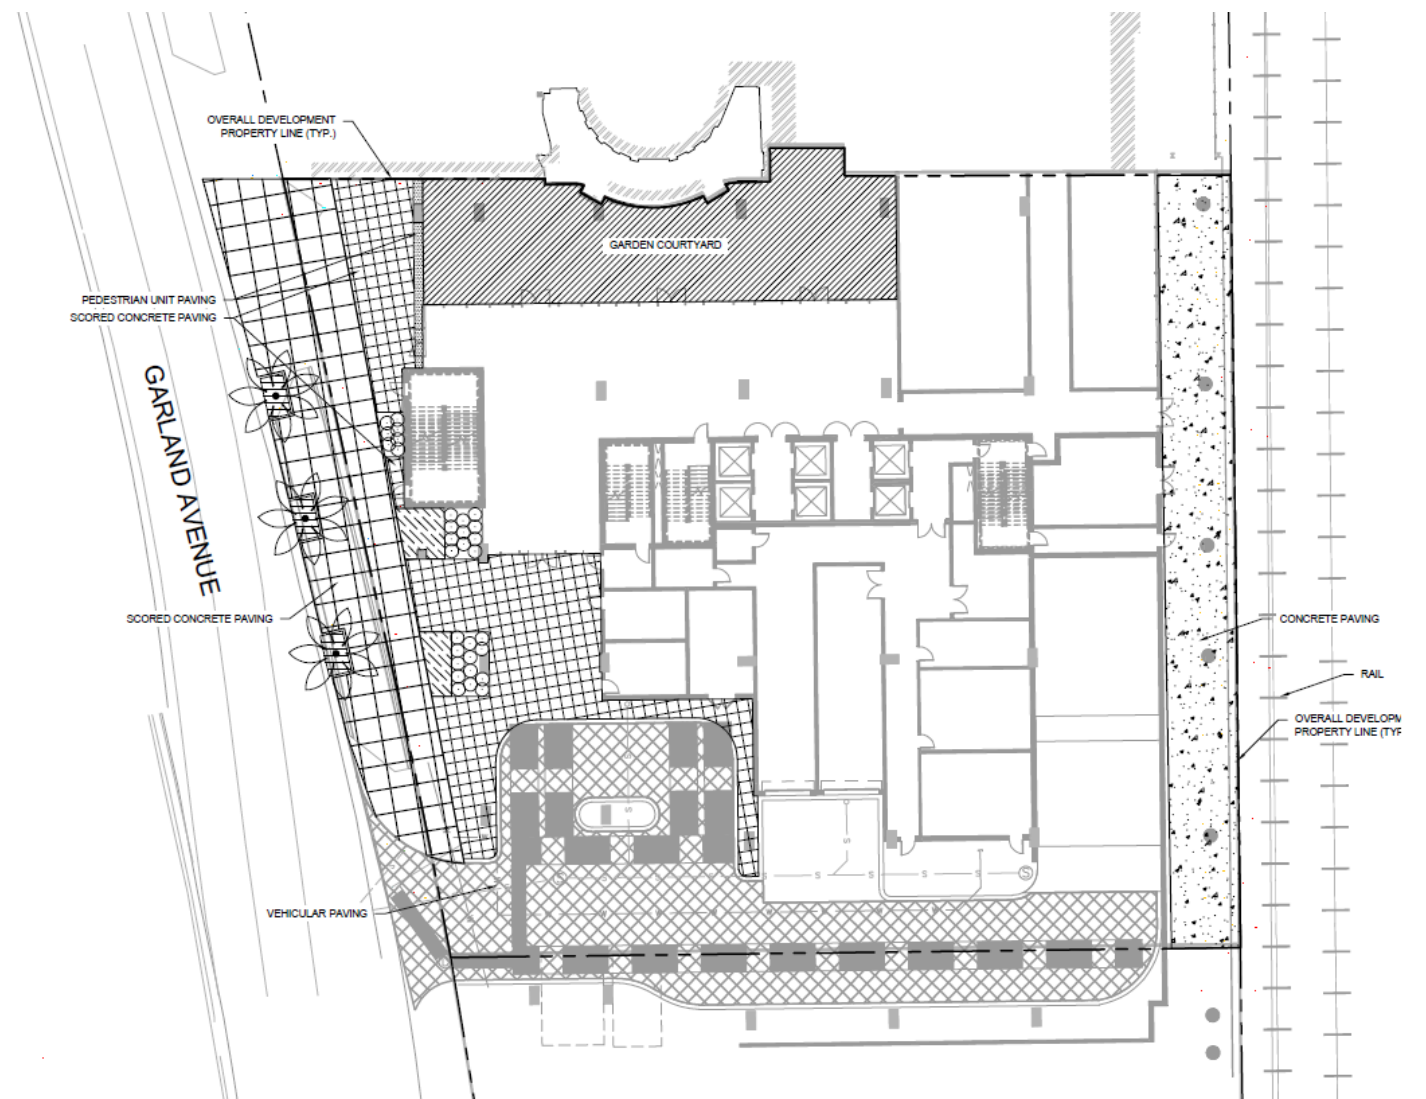 OVERALL DEVELOPMENT
PROPERTY LINE (TYP.)
GARDEN COURTYARD
PEDESTRIAN UNIT PAVING
SCORED CONCRETE PAVING
GARLAND AVENUE
SCORED CONCRETE PAVING
CONCRETE PAVING
RAIL
OVERALL DEVELOPM
PROPERTY LINE (TYP
VEHICULAR PAVING